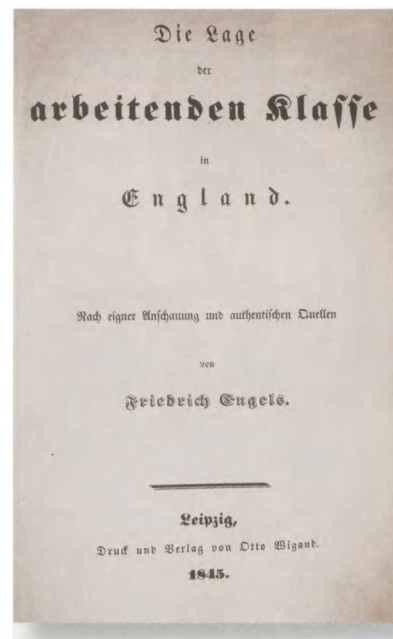 Die Lage
der
arbeitenden Klasse
in
England.
Nach eigner Anschauung und authentischen Quellen
von
Friedrich Engels.
Leipzig,
Druck und Verlag von Otto Wigand.
1845.